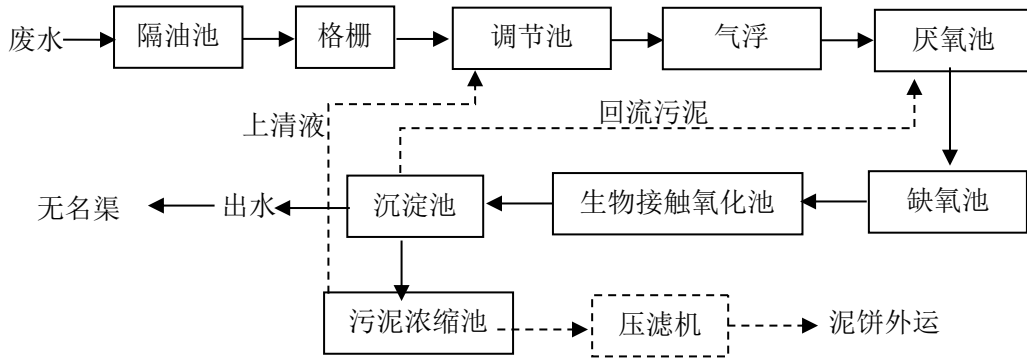 废水
隔油池
格栅
调节池
气浮
厌氧池
上清液
回流污泥
无名渠
出水
沉淀池
生物接触氧化池
缺氧池
污泥浓缩池
压滤机
泥饼外运